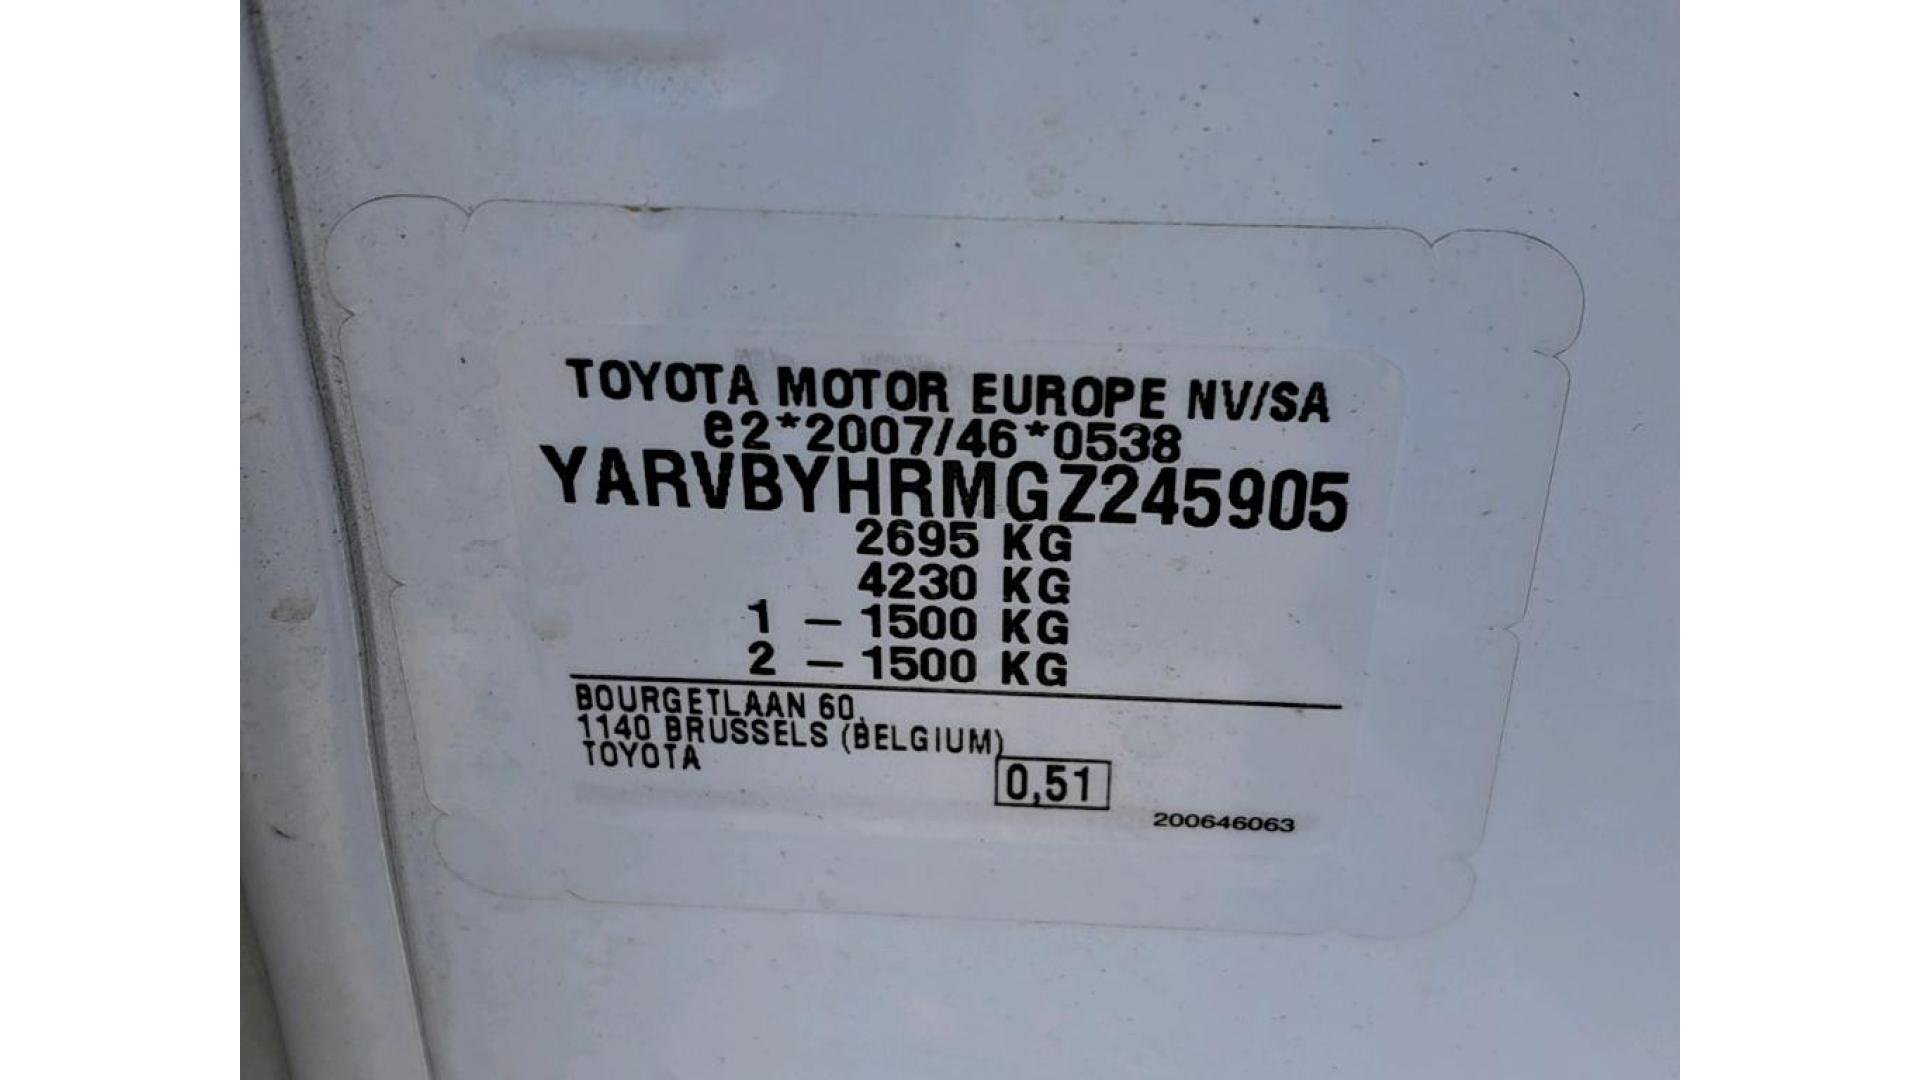 TOYOTA MOTOR EUROPE NV/SA
e2*2007/46*0538
YARVBYHRMGZ245905
2695 KG
4230 KG
1 – 1500 KG
2 – 1500 KG
BOURGETLAAN 60,
1140 BRUSSELS (BELGIUM)
TOYOTA
0,51
200646063